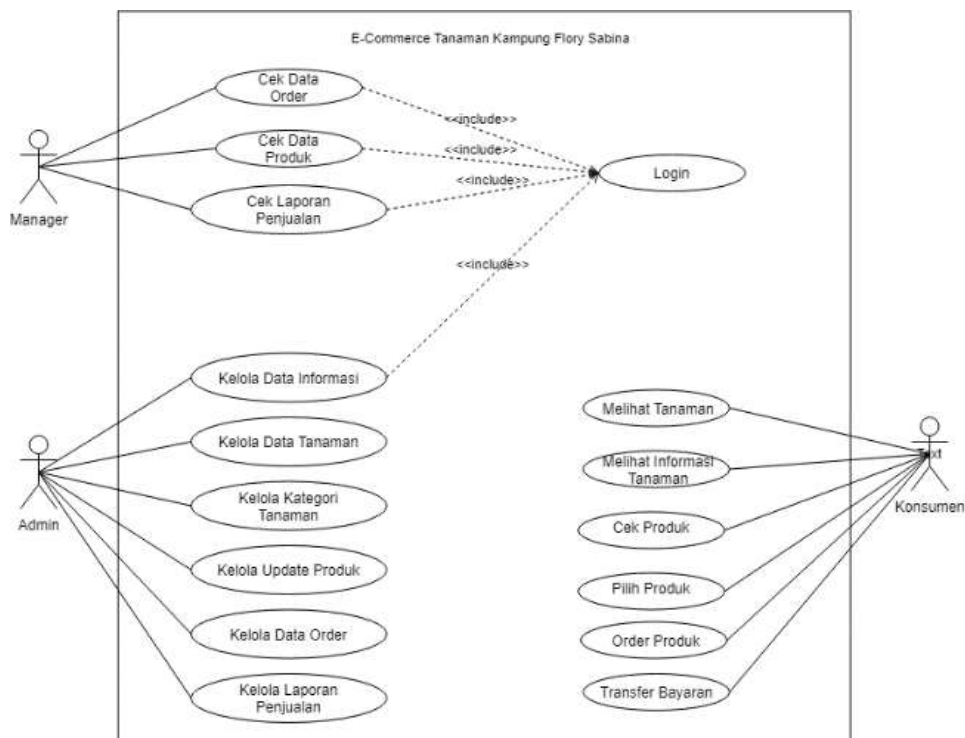 E-Commerce Tanaman Kampung Flory Sabina
Cek Data
Order
<<include>>
Cek Data
Produk
<<include>>
Login
Cek Laporan
Penjualan
<<include>>
Manager
<<include>>
Kelola Data Informasi
Melihat Tanaman
Kelola Data Tanaman
Melihat Informasi
Tanaman
Text
Kelola Kategori
Tanaman
Admin
Konsumen
Cek Produk
Kelola Update Produk
Pilih Produk
Kelola Data Order
Order Produk
Kelola Laporan
Penjualan
Transfer Bayaran